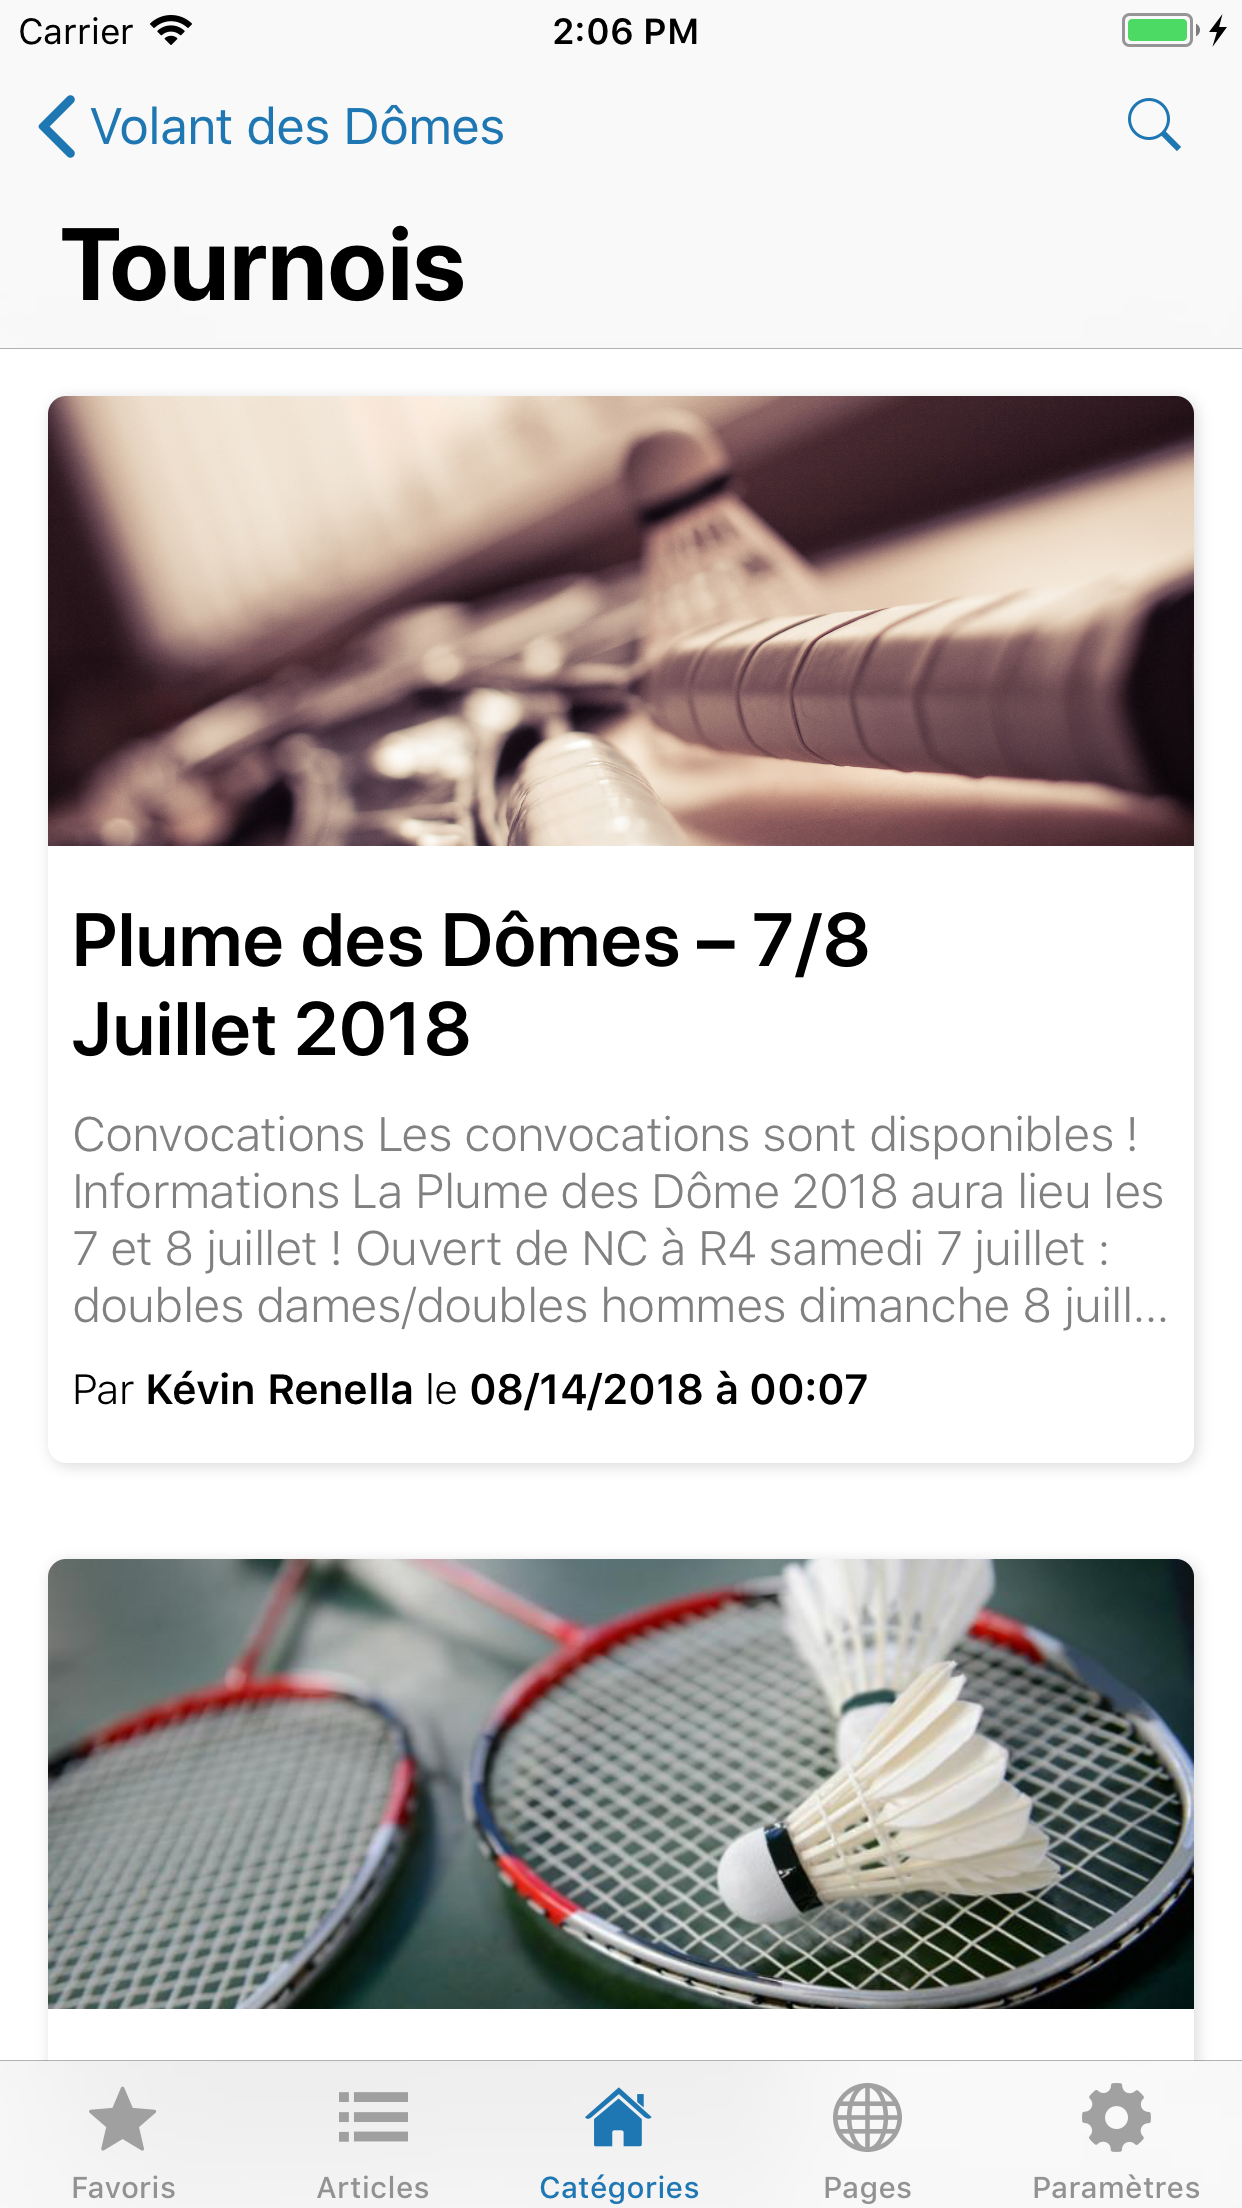 Carrier
2:06 PM
Volant des Dômes
Tournois
Plume des Dômes – 7/8
Juillet 2018
Convocations Les convocations sont disponibles !
Informations La Plume des Dôme 2018 aura lieu les
7 et 8 juillet ! Ouvert de NC à R4 samedi 7 juillet :
doubles dames/doubles hommes dimanche 8 juill...
Par Kévin Renella le 08/14/2018 à 00:07
Favoris
Articles
Catégories
Pages
Paramètres